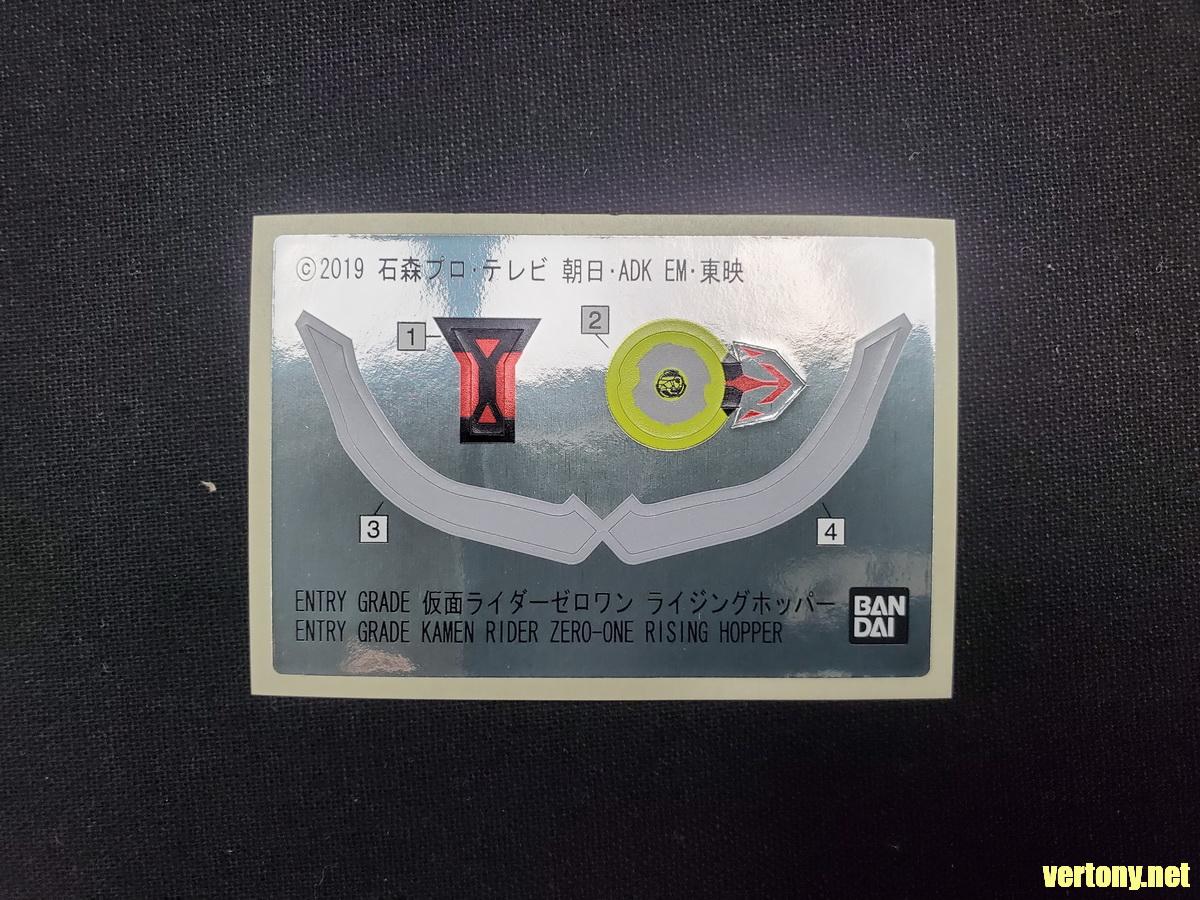 ©2019 石森プロ・テレビ 朝日・ADK EM・東映
1
2
3
4
ENTRY GRADE 仮面ライダーゼロワン ライジングホッパー
ENTRY GRADE KAMEN RIDER ZERO-ONE RISING HOPPER
BAN
DAI
vertony.net